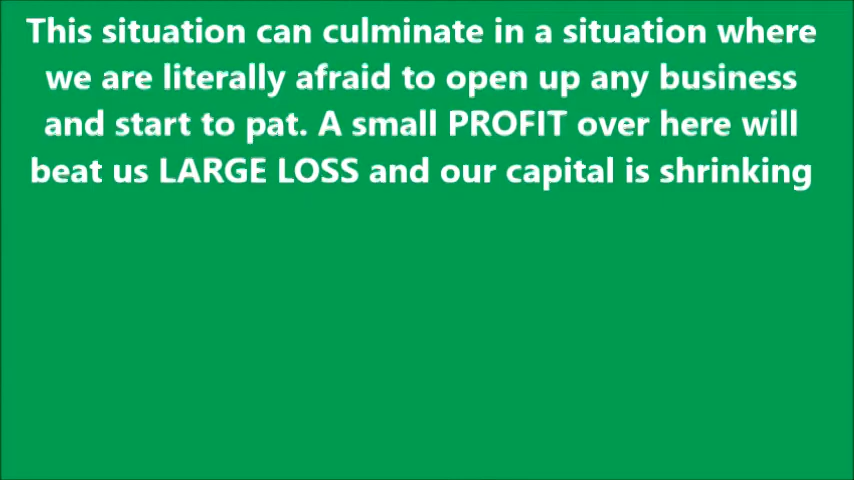 This situation can culminate in a situation where
we are literally afraid to open up any business
and start to pat. A small PROFIT over here will
beat us LARGE LOSS and our capital is shrinking